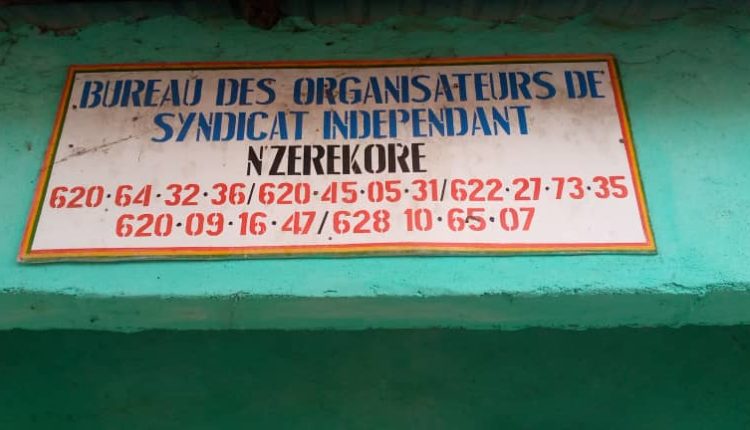 BUREAU DES ORGANISATEURS DE
SYNDICAT INDEPENDANT
N'ZEREKORE
620·64·32·36/620·45·05·31/622·27·73·35
620·09·16·47/628 10·65·07